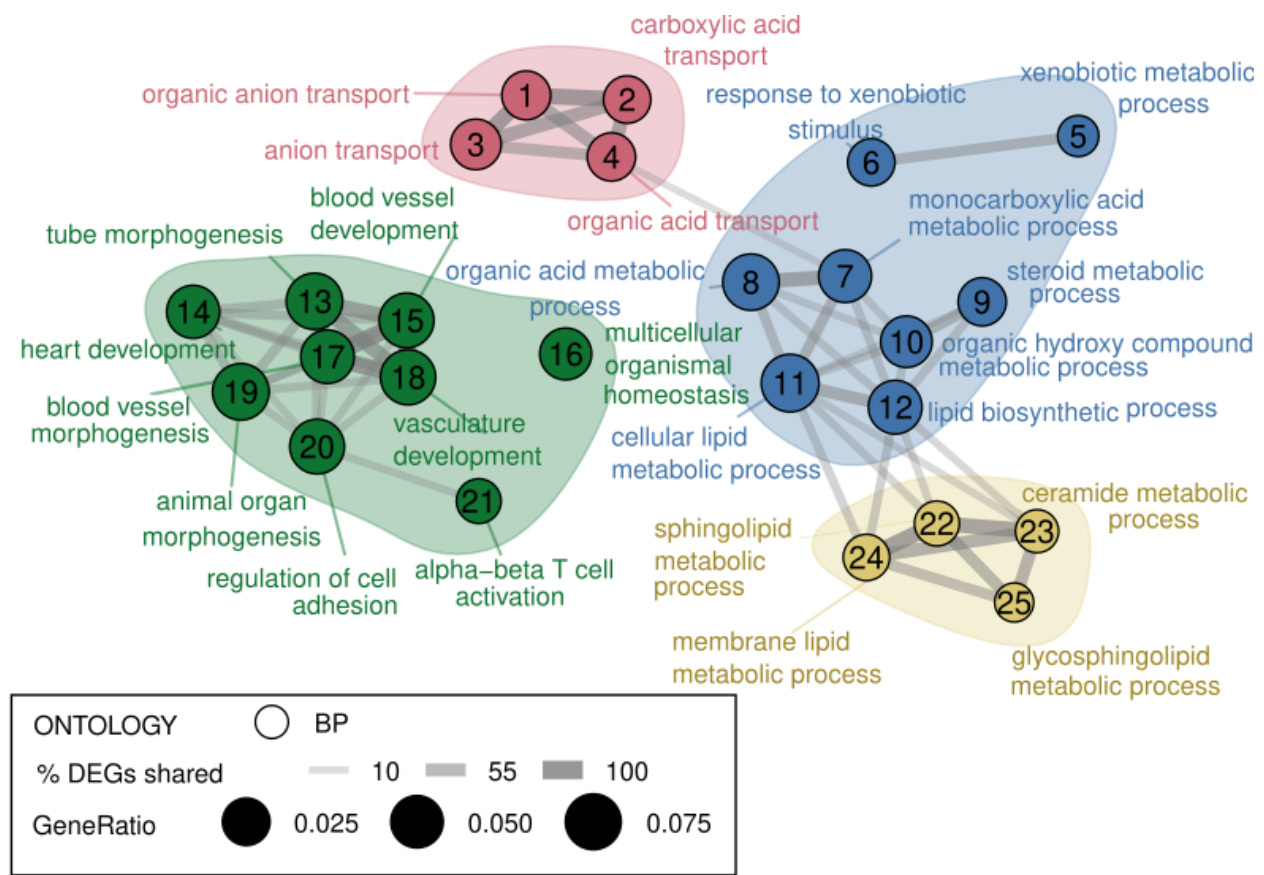 carboxylic acid
transport
organic anion transport
1
2
3
4
anion transport
organic acid transport
xenobiotic metabolic
process
response to xenobiotic
stimulus
5
6
monocarboxylic acid
metabolic process
organic acid metabolic
process
7
8
steroid metabolic
process
9
10
organic hydroxy compound
metabolic process
11
12
lipid biosynthetic process
cellular lipid
metabolic process
blood vessel
development
tube morphogenesis
13
14
15
16
multicellular
organismal
homeostasis
heart development
17
18
19
20
21
blood vessel
morphogenesis
vasculature
development
animal organ
morphogenesis
regulation of cell
adhesion
alpha−beta T cell
activation
sphingolipid
metabolic
process
ceramide metabolic
process
22
23
24
25
membrane lipid
metabolic process
glycosphingolipid
metabolic process
ONTOLOGY BP
% DEGs shared 10 55 100
GeneRatio 0.025 0.050 0.075